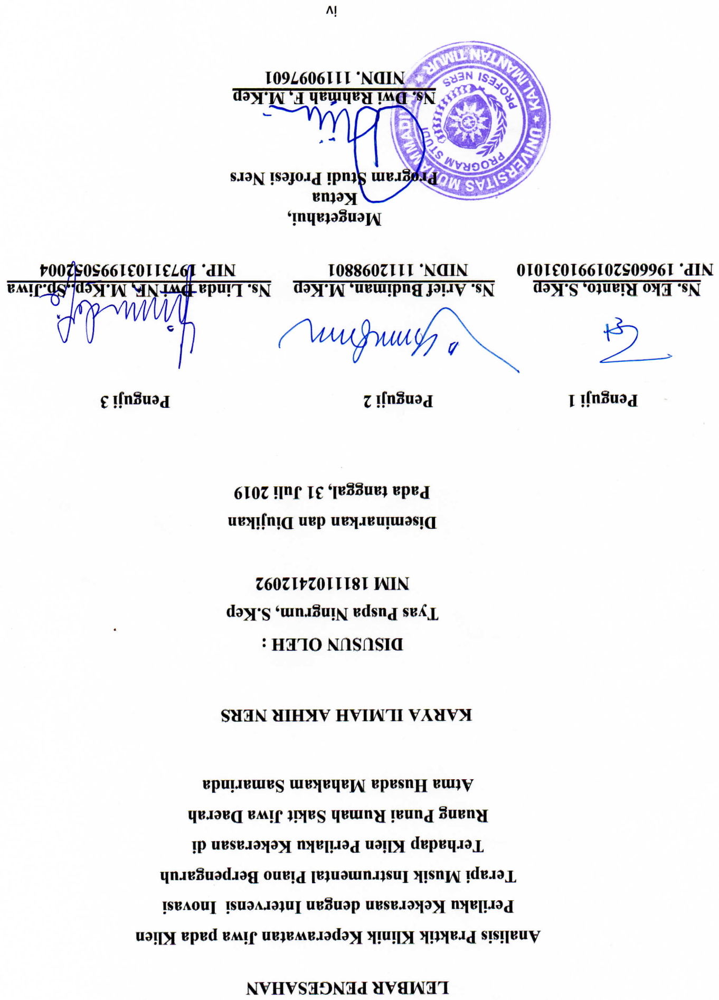 LEMBAR PENGESAHAN
Analisis Praktik Klinik Keperawatan Jiwa pada Klien
Perilaku Kekerasan dengan Intervensi Inovasi
Terapi Musik Instrumental Piano Berpengaruh
Terhadap Klien Perilaku Kekerasan di
Ruang Punai Rumah Sakit Jiwa Daerah
Atma Husada Mahakam Samarinda
KARYA ILMIAH AKHIR NERS
DISUSUN OLEH :
Tyas Puspa Ningrum, S.Kep
NIM 1811102412092
Diseminarkan dan Diujikan
Pada tanggal, 31 Juli 2019
Penguji 1
Penguji 2
Penguji 3
Ns. Eko Rianto, S.Kep
NIP. 196605201991031010
Ns. Arief Budiman, M.Kep
NIDN. 1112098801
Ns. Linda Dwi NF, M.Kep.,Sp.Jiwa
NIP. 197311031995052004
Mengetahui,
Ketua
Program Studi Profesi Ners
UNIVERSITAS MUHAMMADIYAH ★ KALIMANTAN TIMUR ★
PROGRAM STUDI
PROFESI NERS
Ns. Dwi Rahmah F, M.Kep
NIDN. 1119097601
iv